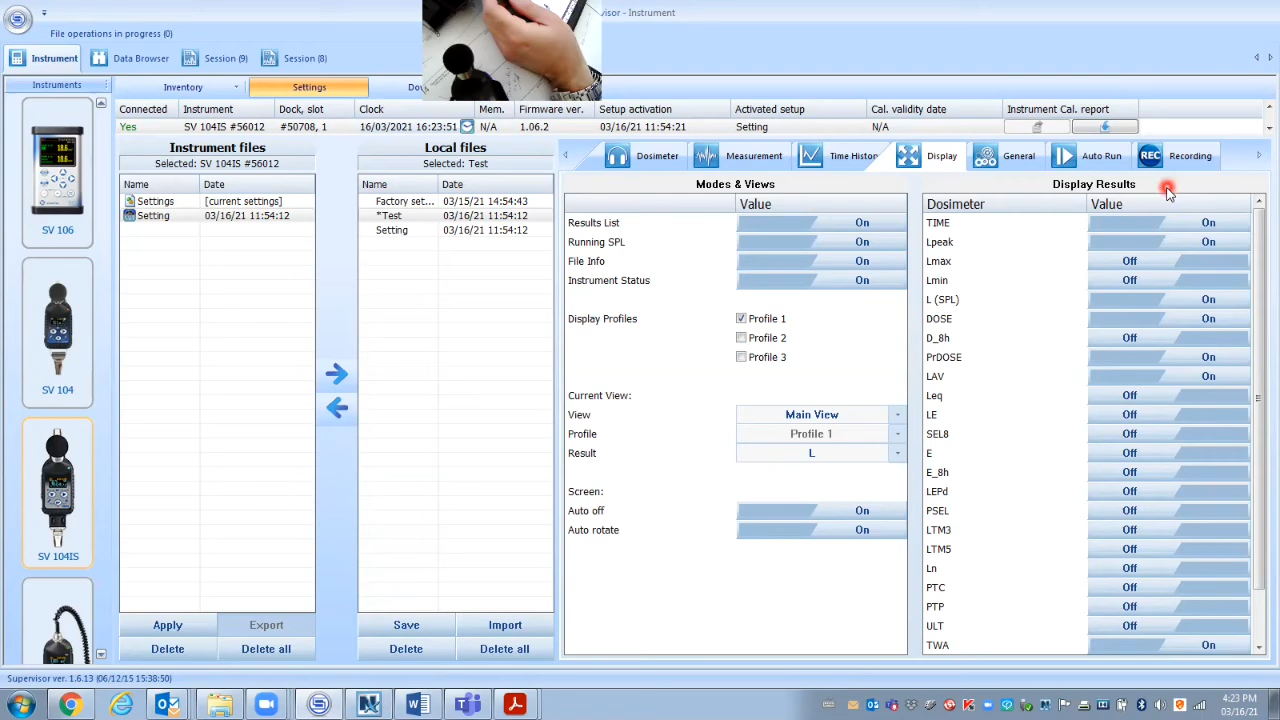 visor - Instrument
File operations in progress (0)
Instrument
Data Browser
Session (9)
Session (8)
Instruments
Inventory
Settings
Connected Instrument Dock, slot Clock Mem. Firmware ver. Setup activation Activated setup Cal. validity date Instrument Cal. report
Yes SV 104IS #56012 #50708, 1 16/03/2021 16:23:51 N/A 1.06.2 03/16/21 11:54:21 Setting N/A
Instrument files
Selected: SV 104IS #56012
Name Date
Settings [current settings]
Setting 03/16/21 11:54:12
Apply Export
Delete Delete all
Local files
Selected: Test
Name Date
Factory set... 03/15/21 14:54:43
*Test 03/16/21 11:54:12
Setting 03/16/21 11:54:12
Save Import
Delete Delete all
SV 106
SV 104
SV 104IS
Dosimeter Measurement Time History Display General Auto Run REC Recording
Modes & Views
Value
Results List On
Running SPL On
File Info On
Instrument Status On
Display Profiles Profile 1
Profile 2
Profile 3
Current View:
View Main View
Profile Profile 1
Result L
Screen:
Auto off On
Auto rotate On
Display Results
Dosimeter Value
TIME On
Lpeak On
Lmax Off
Lmin Off
L (SPL) On
DOSE On
D_8h Off
PrDOSE On
LAV On
Leq Off
LE Off
SEL8 Off
E Off
E_8h Off
LEPd Off
PSEL Off
LTM3 Off
LTM5 Off
Ln Off
PTC Off
PTP Off
ULT Off
TWA On
Supervisor ver. 1.6.13 (06/12/15 15:38:50)
4:23 PM
03/16/21